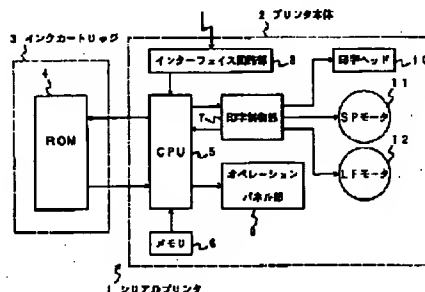 2 プリンタ本体
3 インクカートリッジ
4
ROM
インターフェイス回路部
8
印字ヘッド
10
CPU
5
7
印字制御部
11
SPモータ
12
LFモータ
オペレーション
パネル部
9
メモリ
6
1 シリアルプリンタ